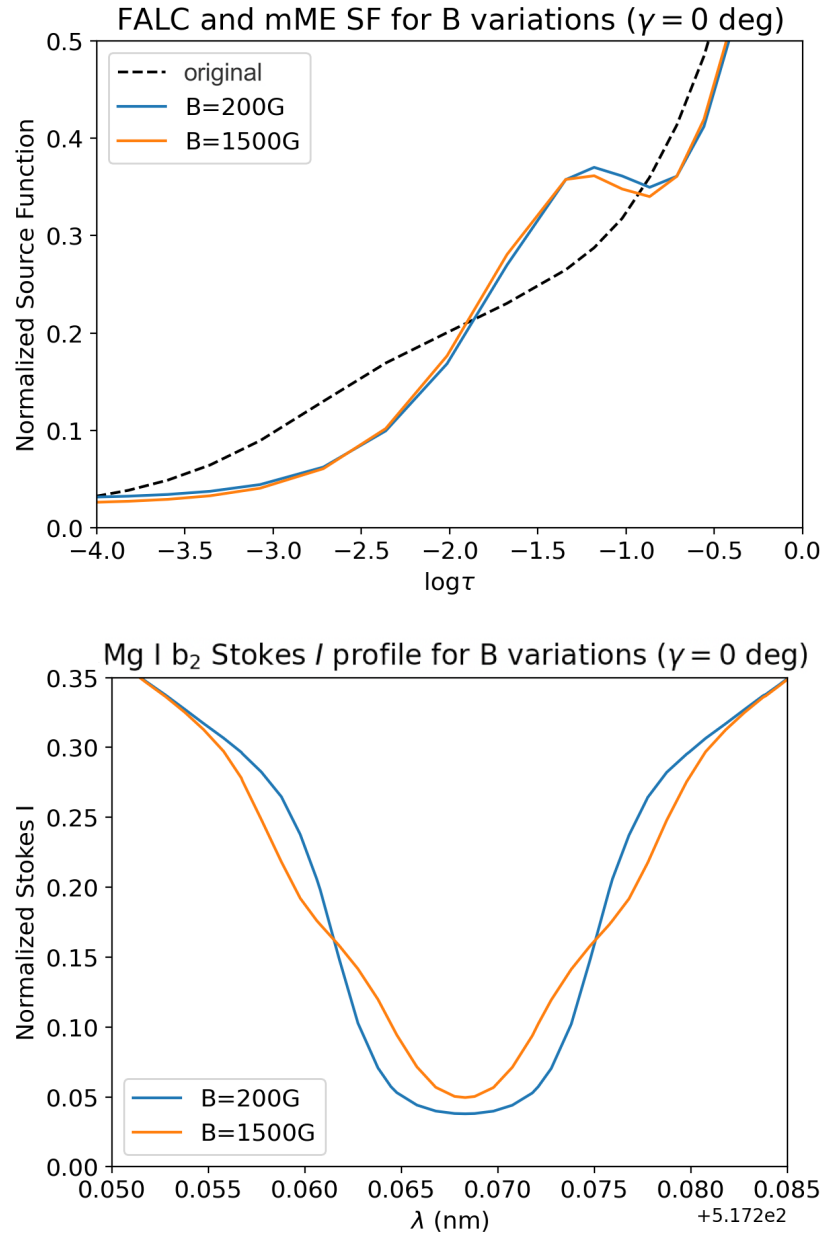 FALC and mME SF for B variations (γ = 0 deg)
0.5
0.4
0.3
0.2
0.1
0.0
Normalized Source Function
original
B=200G
B=1500G
−4.0 −3.5 −3.0 −2.5 −2.0 −1.5 −1.0 −0.5 0.0
logτ
Mg I b₂ Stokes I profile for B variations (γ = 0 deg)
0.35
0.30
0.25
0.20
0.15
0.10
0.05
0.00
Normalized Stokes I
B=200G
B=1500G
0.050 0.055 0.060 0.065 0.070 0.075 0.080 0.085
λ (nm)
+5.172e2